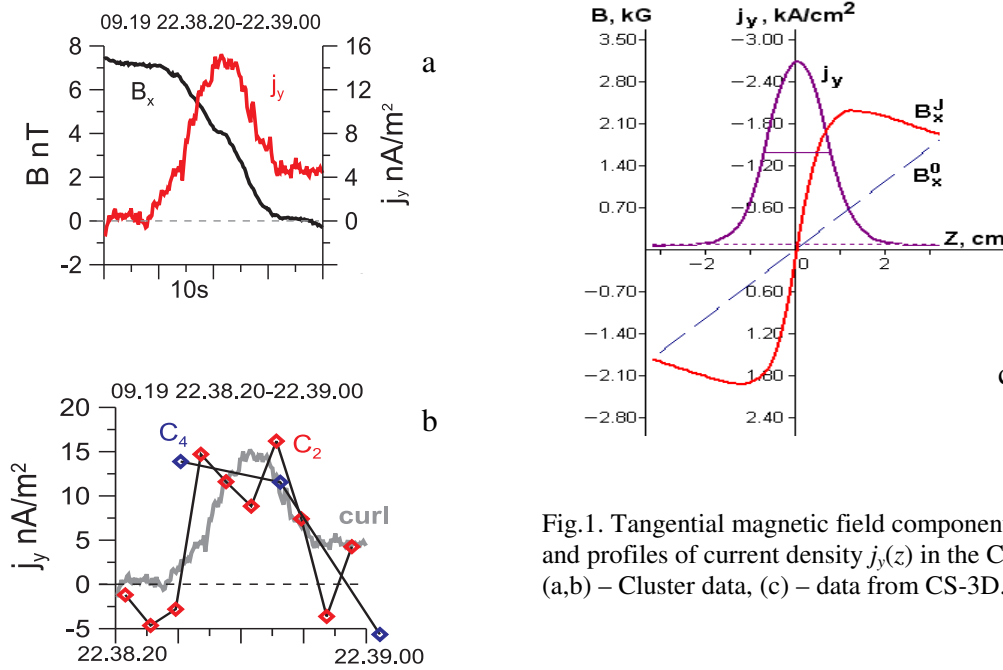 09.19 22.38.20-22.39.00
8
6
4
2
0
-2
B nT
B_x
j_y
16
12
8
4
0
j_y nA/m²
10s
a
09.19 22.38.20-22.39.00
20
15
10
5
0
-5
j_y nA/m²
C_4
C_2
curl
22.38.20
22.39.00
b
B, kG
j_y , kA/cm²
3.50
2.80
2.10
1.40
0.70
−0.70
−1.40
−2.10
−2.80
−3.00
−2.40
−1.80
−1.20
−0.60
0.60
1.20
1.80
2.40
j_y
B_x^J
B_x^0
Z, cm
−2
0
2
c
Fig.1. Tangential magnetic field componen
and profiles of current density j_y(z) in the C
(a,b) – Cluster data, (c) – data from CS-3D.